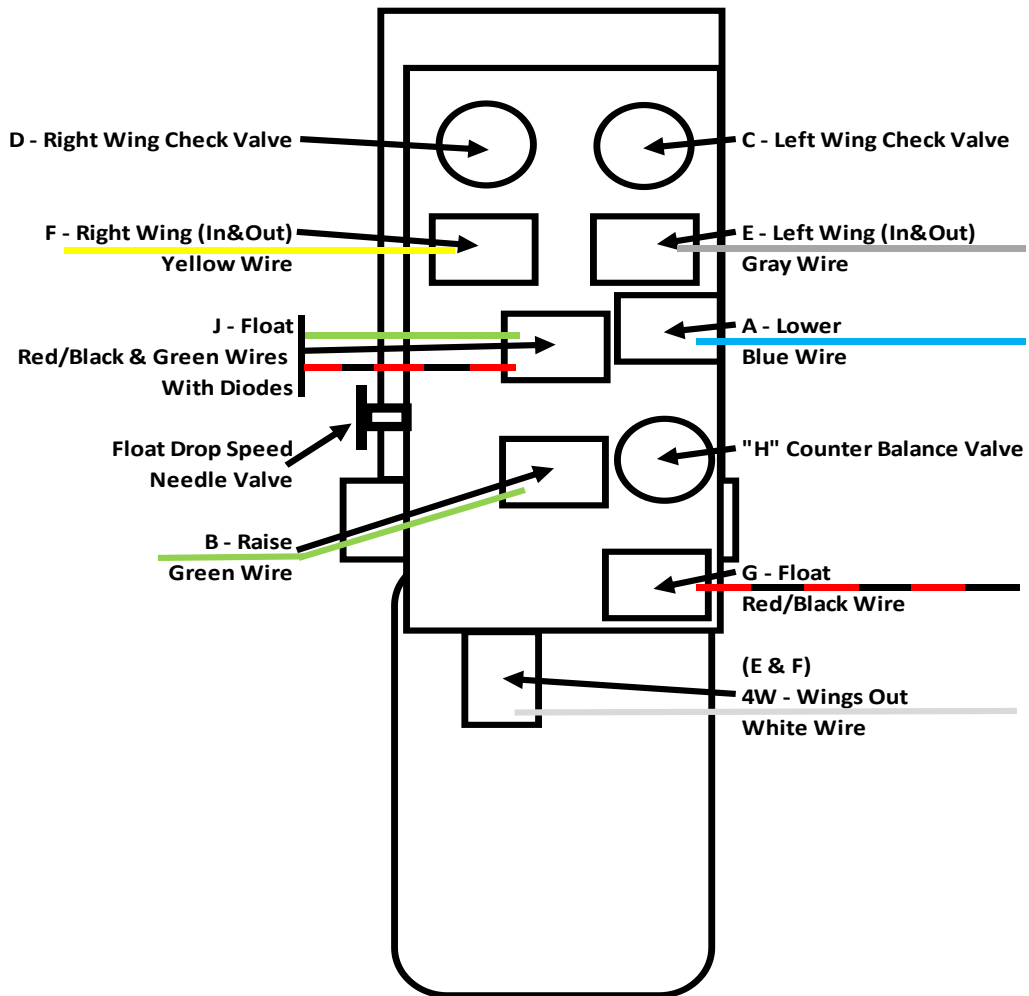 D - Right Wing Check Valve
C - Left Wing Check Valve
F - Right Wing (In&Out)
Yellow Wire
E - Left Wing (In&Out)
Gray Wire
J - Float
Red/Black & Green Wires
With Diodes
A - Lower
Blue Wire
Float Drop Speed
Needle Valve
"H" Counter Balance Valve
B - Raise
Green Wire
G - Float
Red/Black Wire
(E & F)
4W - Wings Out
White Wire